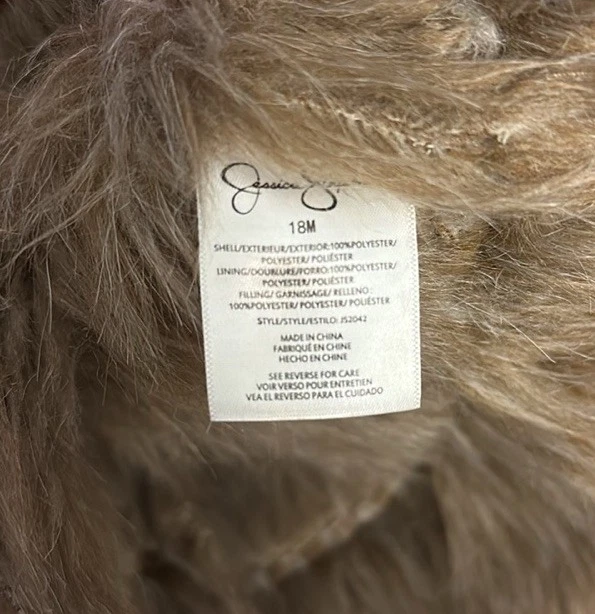 Jessica
18M
SHELL/EXTERIEUR/EXTERIOR:100%POLYESTER/
POLYESTER/ POLIÉSTER
LINING/DOUBLURE/FORRO:100%POLYESTER/
POLYESTER/ POLIÉSTER
FILLING/ GARNISSAGE/ RELLENO:
100%POLYESTER/ POLYESTER/ POLIÉSTER
STYLE/STYLE/ESTILO: JS2042
MADE IN CHINA
FABRIQUÉ EN CHINE
HECHO EN CHINE
SEE REVERSE FOR CARE
VOIR VERSO POUR ENTRETIEN
VEA EL REVERSO PARA EL CUIDADO